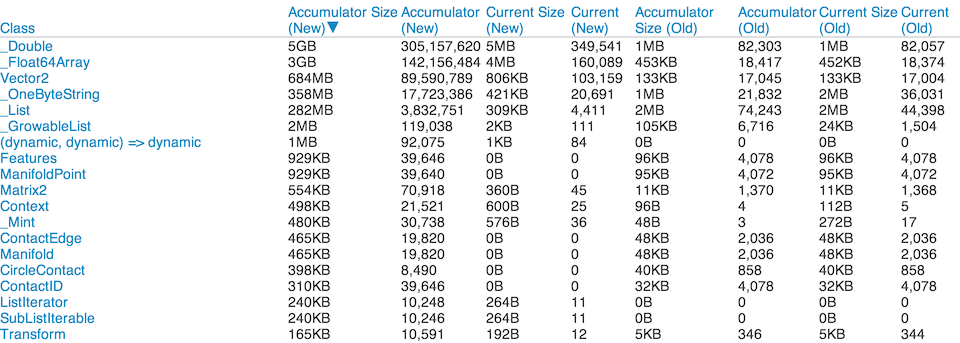 Class Accumulator Size (New)▼ Accumulator (New) Current Size (New) Current (New) Accumulator Size (Old) Accumulator (Old) Current Size (Old) Current (Old)
_Double 5GB 305,157,620 5MB 349,541 1MB 82,303 1MB 82,057
_Float64Array 3GB 142,156,484 4MB 160,089 453KB 18,417 452KB 18,374
Vector2 684MB 89,590,789 806KB 103,159 133KB 17,045 133KB 17,004
_OneByteString 358MB 17,723,386 421KB 20,691 1MB 21,832 2MB 36,031
_List 282MB 3,832,751 309KB 4,411 2MB 74,243 2MB 44,398
_GrowableList 2MB 119,038 2KB 111 105KB 6,716 24KB 1,504
(dynamic, dynamic) => dynamic 1MB 92,075 1KB 84 0B 0 0B 0
Features 929KB 39,646 0B 0 96KB 4,078 96KB 4,078
ManifoldPoint 929KB 39,640 0B 0 95KB 4,072 95KB 4,072
Matrix2 554KB 70,918 360B 45 11KB 1,370 11KB 1,368
Context 498KB 21,521 600B 25 96B 4 112B 5
_Mint 480KB 30,738 576B 36 48B 3 272B 17
ContactEdge 465KB 19,820 0B 0 48KB 2,036 48KB 2,036
Manifold 465KB 19,820 0B 0 48KB 2,036 48KB 2,036
CircleContact 398KB 8,490 0B 0 40KB 858 40KB 858
ContactID 310KB 39,646 0B 0 32KB 4,078 32KB 4,078
ListIterator 240KB 10,248 264B 11 0B 0 0B 0
SubListIterable 240KB 10,246 264B 11 0B 0 0B 0
Transform 165KB 10,591 192B 12 5KB 346 5KB 344